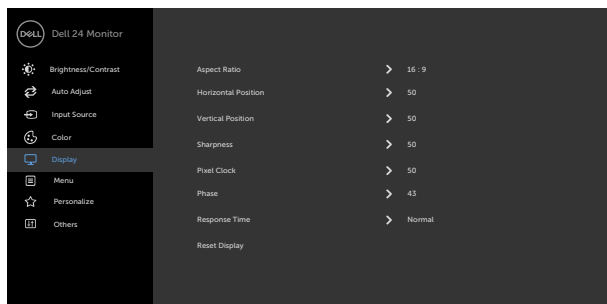 DELL Dell 24 Monitor
Brightness/Contrast
Auto Adjust
Input Source
Color
Display
Menu
Personalize
Others
Aspect Ratio 16 : 9
Horizontal Position 50
Vertical Position 50
Sharpness 50
Pixel Clock 50
Phase 43
Response Time Normal
Reset Display